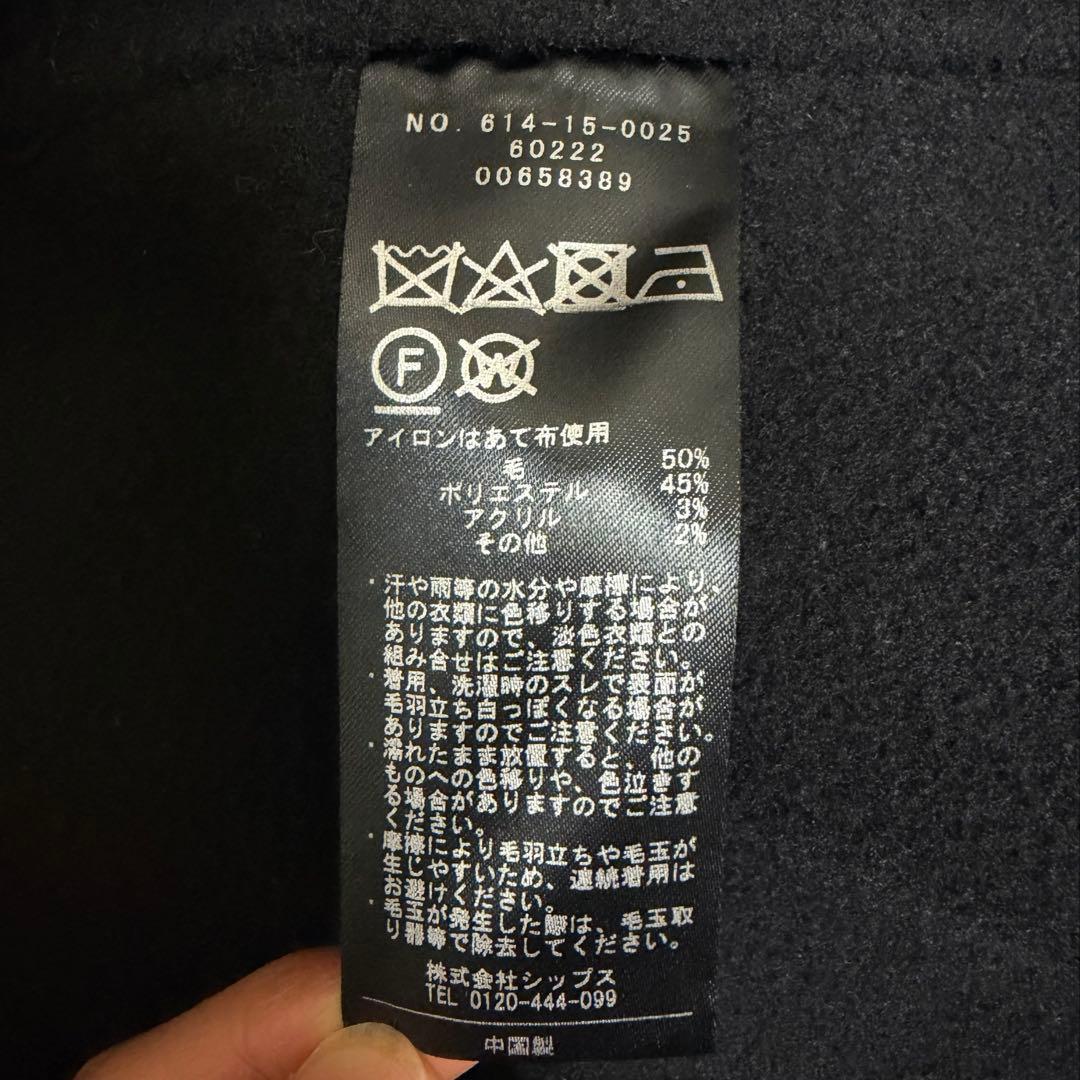 NO. 614-15-0025
60222
00658389
F
W
アイロンはあて布使用
毛 50%
ポリエステル 45%
アクリル 3%
その他 2%
・汗や雨等の水分や摩擦により、
他の衣類に色移りする場合が
ありますので、淡色衣類との
組み合せはご注意ください。
・着用、洗濯時のスレで表面が
毛羽立ち白っぽくなる場合が
ありますのでご注意ください。
・濡れたまま放置すると、他の
ものへの色移りや、色泣きす
る場合がありますのでご注意
ください。
・摩擦により毛羽立ちや毛玉が
生じやすいため、連続着用は
お避けください。
・毛玉が発生した際は、毛玉取
り器等で除去してください。
株式会社シップス
TEL 0120-444-099
中国製